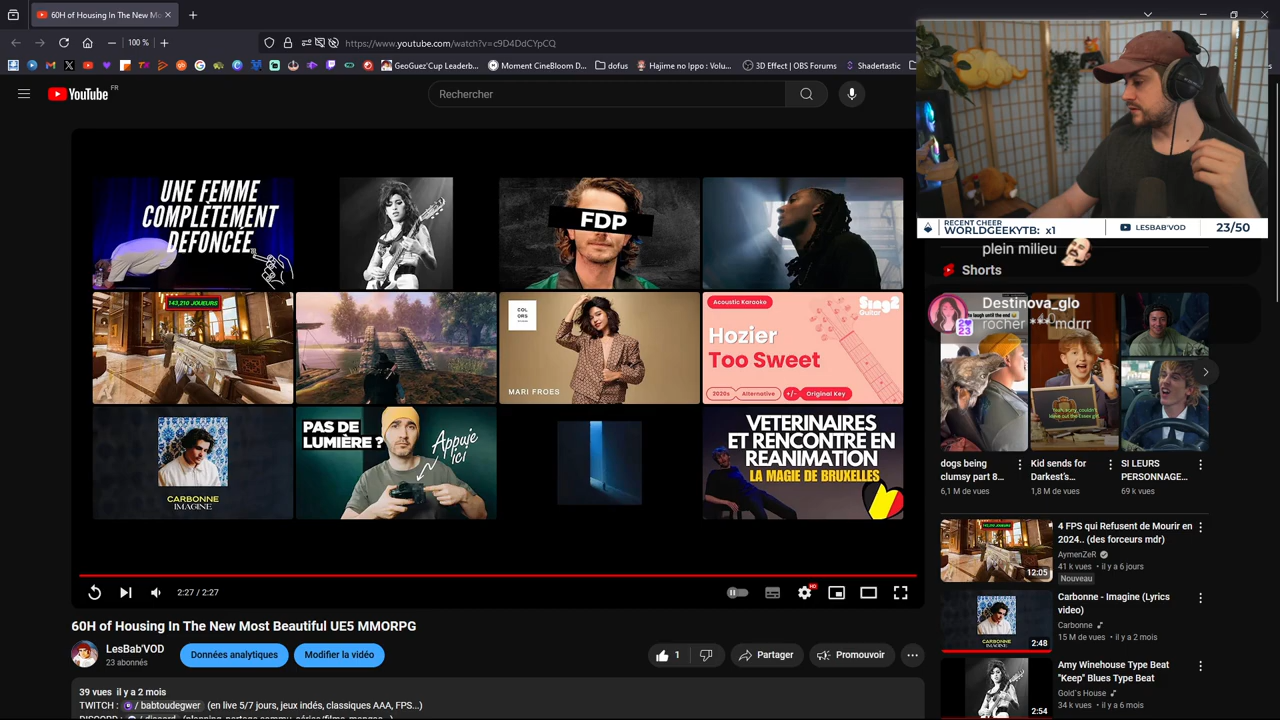 60H of Housing In The New Mo
100 %
https://www.youtube.com/watch?v=c9D4DdCYpCQ
GeoGuez'Cup Leaderb...
Moment CineBloom D...
dofus
Hajime no Ippo : Volu...
3D Effect | OBS Forums
Shadertastic
YouTube FR
Rechercher
RECENT CHEER
WORLDGEEKYTB: x1
LESBAB'VOD
23/50
plein milieu
Shorts
Destinova_glo
rocher *** mdrrr
UNE FEMME
COMPLÈTEMENT
DÉFONCÉE
FDP
143,210 JOUEURS
COLORS
MARI FROES
Acoustic Karaoke
Sing2
Guitar
Hozier
Too Sweet
2020s
Alternative
+/-
Original Key
CARBONNE
IMAGINE
PAS DE
LUMIÈRE ?
Appuje
ici
VETERINAIRES
ET RENCONTRE EN
REANIMATION
LA MAGIE DE BRUXELLES
dogs being
clumsy part 8...
6,1 M de vues
Kid sends for
Darkest's...
1,8 M de vues
SI LEURS
PERSONNAGE...
69 k vues
2:27 / 2:27
HD
4 FPS qui Refusent de Mourir en
2024.. (des forceurs mdr)
AymenZeR
41 k vues • il y a 6 jours
Nouveau
12:05
Carbonne - Imagine (Lyrics
video)
Carbonne
15 M de vues • il y a 2 mois
CARBONNE
IMAGINE
2:48
Amy Winehouse Type Beat
"Keep" Blues Type Beat
Gold's House
34 k vues • il y a 6 mois
2:54
60H of Housing In The New Most Beautiful UE5 MMORPG
LesBab'VOD
23 abonnés
Données analytiques
Modifier la vidéo
1
Partager
Promouvoir
39 vues il y a 2 mois
TWITCH : / babtoudegwer (en live 5/7 jours, jeux indés, classiques AAA, FPS...)